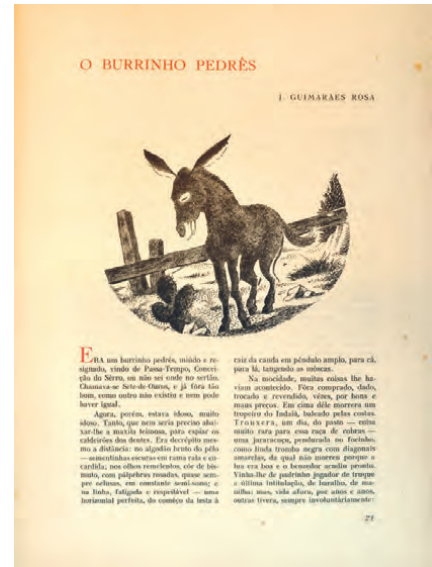 O BURRINHO PEDRÊS
J. GUIMARAES ROSA
ERA um burrinho pedrês, miúdo e re-
signado, vindo de Passa-Tempo, Concei-
ção do Sêrro, ou não sei onde no sertão.
Chamava-se Sete-de-Ouros, e já fôra tão
bom, como outro não existiu e nem pode
haver igual.
Agora, porém, estava idoso, muito
idoso. Tanto, que nem seria preciso abai-
xar-lhe a maxila teimosa, para espiar os
cantos dos dentes. Era decrépito mes-
mo a distância: no algodão bruto do pêlo
— sementinhas escuras em rama rala e en-
cardida; nos olhos remelentos, côr de bis-
muto, com pálpebras rosadas, quase sem-
pre oclusas, em constante semi-sono; e
na linha, fatigada e respeitável — uma
horizontal perfeita, do começo da testa à
raiz da cauda em pêndulo amplo, para cá,
para lá, tangendo as môscas.
Na mocidade, muitas coisas lhe ha-
viam acontecido. Fôra comprado, dado,
trocado e revendido, vêzes, por bons e
maus preços. Em cima dêle morrera um
tropeiro do Indaiá, baleado pelas costas.
Trouxera, um dia, do pasto — coisa
muito rara para essa raça de cobras —
uma jararacuçu, pendurada no focinho,
como linda tromba negra com diagonais
amarelas, da qual não morreu porque a
lua era boa e o benzedor acudiu pronto.
Vinha-lhe de padrinho jogador de truque
a última intitulação, de baralho, de ma-
nilha; mas, vida afora, por anos e anos,
outras tivera, sempre involuntàriamente:
21